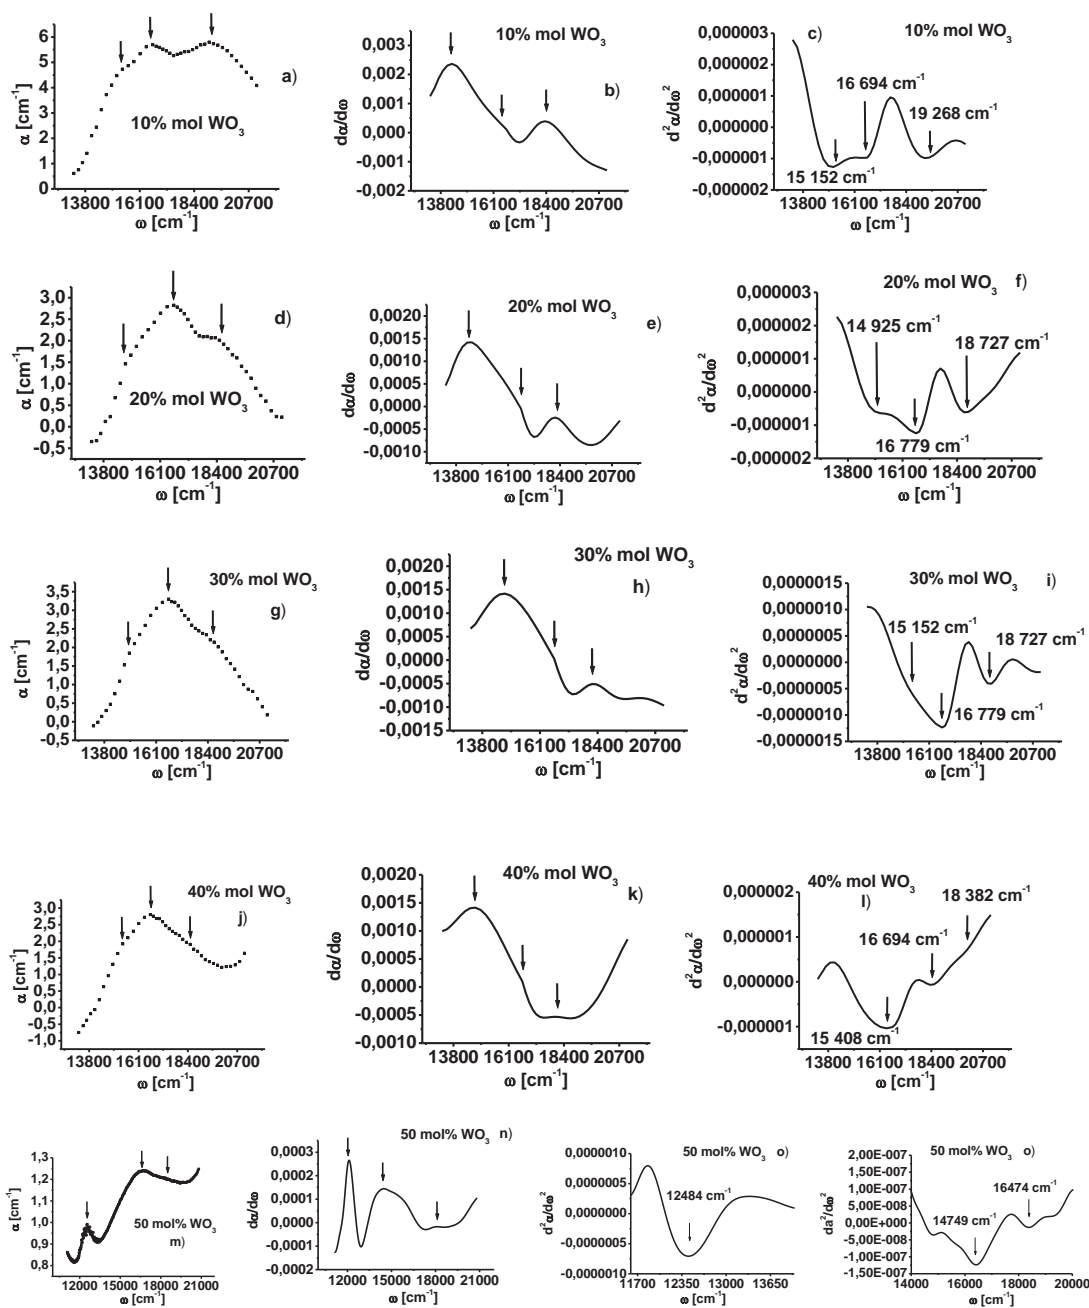 a)
10% mol WO3
α [cm-1]
6
5
4
3
2
1
0
13800 16100 18400 20700
ω [cm-1]
10% mol WO3
b)
dα/dω
0,003
0,002
0,001
0,000
-0,001
-0,002
13800 16100 18400 20700
ω [cm-1]
c)
10% mol WO3
d2α/dω2
0,000003
0,000002
0,000001
0,000000
-0,000001
-0,000002
16 694 cm-1
19 268 cm-1
15 152 cm-1
13800 16100 18400 20700
ω [cm-1]
d)
20% mol WO3
α [cm-1]
3,0
2,5
2,0
1,5
1,0
0,5
0,0
-0,5
13800 16100 18400 20700
ω [cm-1]
20% mol WO3
e)
dα/dω
0,0020
0,0015
0,0010
0,0005
0,0000
-0,0005
-0,0010
13800 16100 18400 20700
ω [cm-1]
20% mol WO3
f)
d2α/dω2
0,000003
0,000002
0,000001
0,000000
-0,000001
-0,000002
14 925 cm-1
18 727 cm-1
16 779 cm-1
13800 16100 18400 20700
ω [cm-1]
30% mol WO3
g)
α [cm-1]
3,5
3,0
2,5
2,0
1,5
1,0
0,5
0,0
-0,5
13800 16100 18400 20700
ω [cm-1]
30% mol WO3
h)
dα/dω
0,0020
0,0015
0,0010
0,0005
0,0000
-0,0005
-0,0010
-0,0015
13800 16100 18400 20700
ω [cm-1]
30% mol WO3
i)
d2α/dω2
0,0000015
0,0000010
0,0000005
0,0000000
-0,0000005
-0,0000010
-0,0000015
15 152 cm-1
18 727 cm-1
16 779 cm-1
13800 16100 18400 20700
ω [cm-1]
40% mol WO3
j)
α [cm-1]
3,0
2,5
2,0
1,5
1,0
0,5
0,0
-0,5
-1,0
13800 16100 18400 20700
ω [cm-1]
40% mol WO3
k)
dα/dω
0,0020
0,0015
0,0010
0,0005
0,0000
-0,0005
-0,0010
13800 16100 18400 20700
ω [cm-1]
40% mol WO3
l)
d2α/dω2
0,000002
0,000001
0,000000
-0,000001
18 382 cm-1
16 694 cm-1
15 408 cm-1
13800 16100 18400 20700
ω [cm-1]
50 mol% WO3
m)
α [cm-1]
1,3
1,2
1,1
1,0
0,9
0,8
12000 15000 18000 21000
ω [cm-1]
50 mol% WO3 n)
dα/dω
0,0003
0,0002
0,0001
0,0000
-0,0001
-0,0002
12000 15000 18000 21000
ω [cm-1]
50 mol% WO3 o)
d2α/dω2
0,0000010
0,0000005
0,0000000
-0,0000005
-0,0000010
12484 cm-1
11700 12350 13000 13650
ω [cm-1]
50 mol% WO3 o)
da2/dω
2,00E-007
1,50E-007
1,00E-007
5,00E-008
0,00E+000
-5,00E-008
-1,00E-007
-1,50E-007
16474 cm-1
14749 cm-1
14000 16000 18000 20000
ω [cm-1]